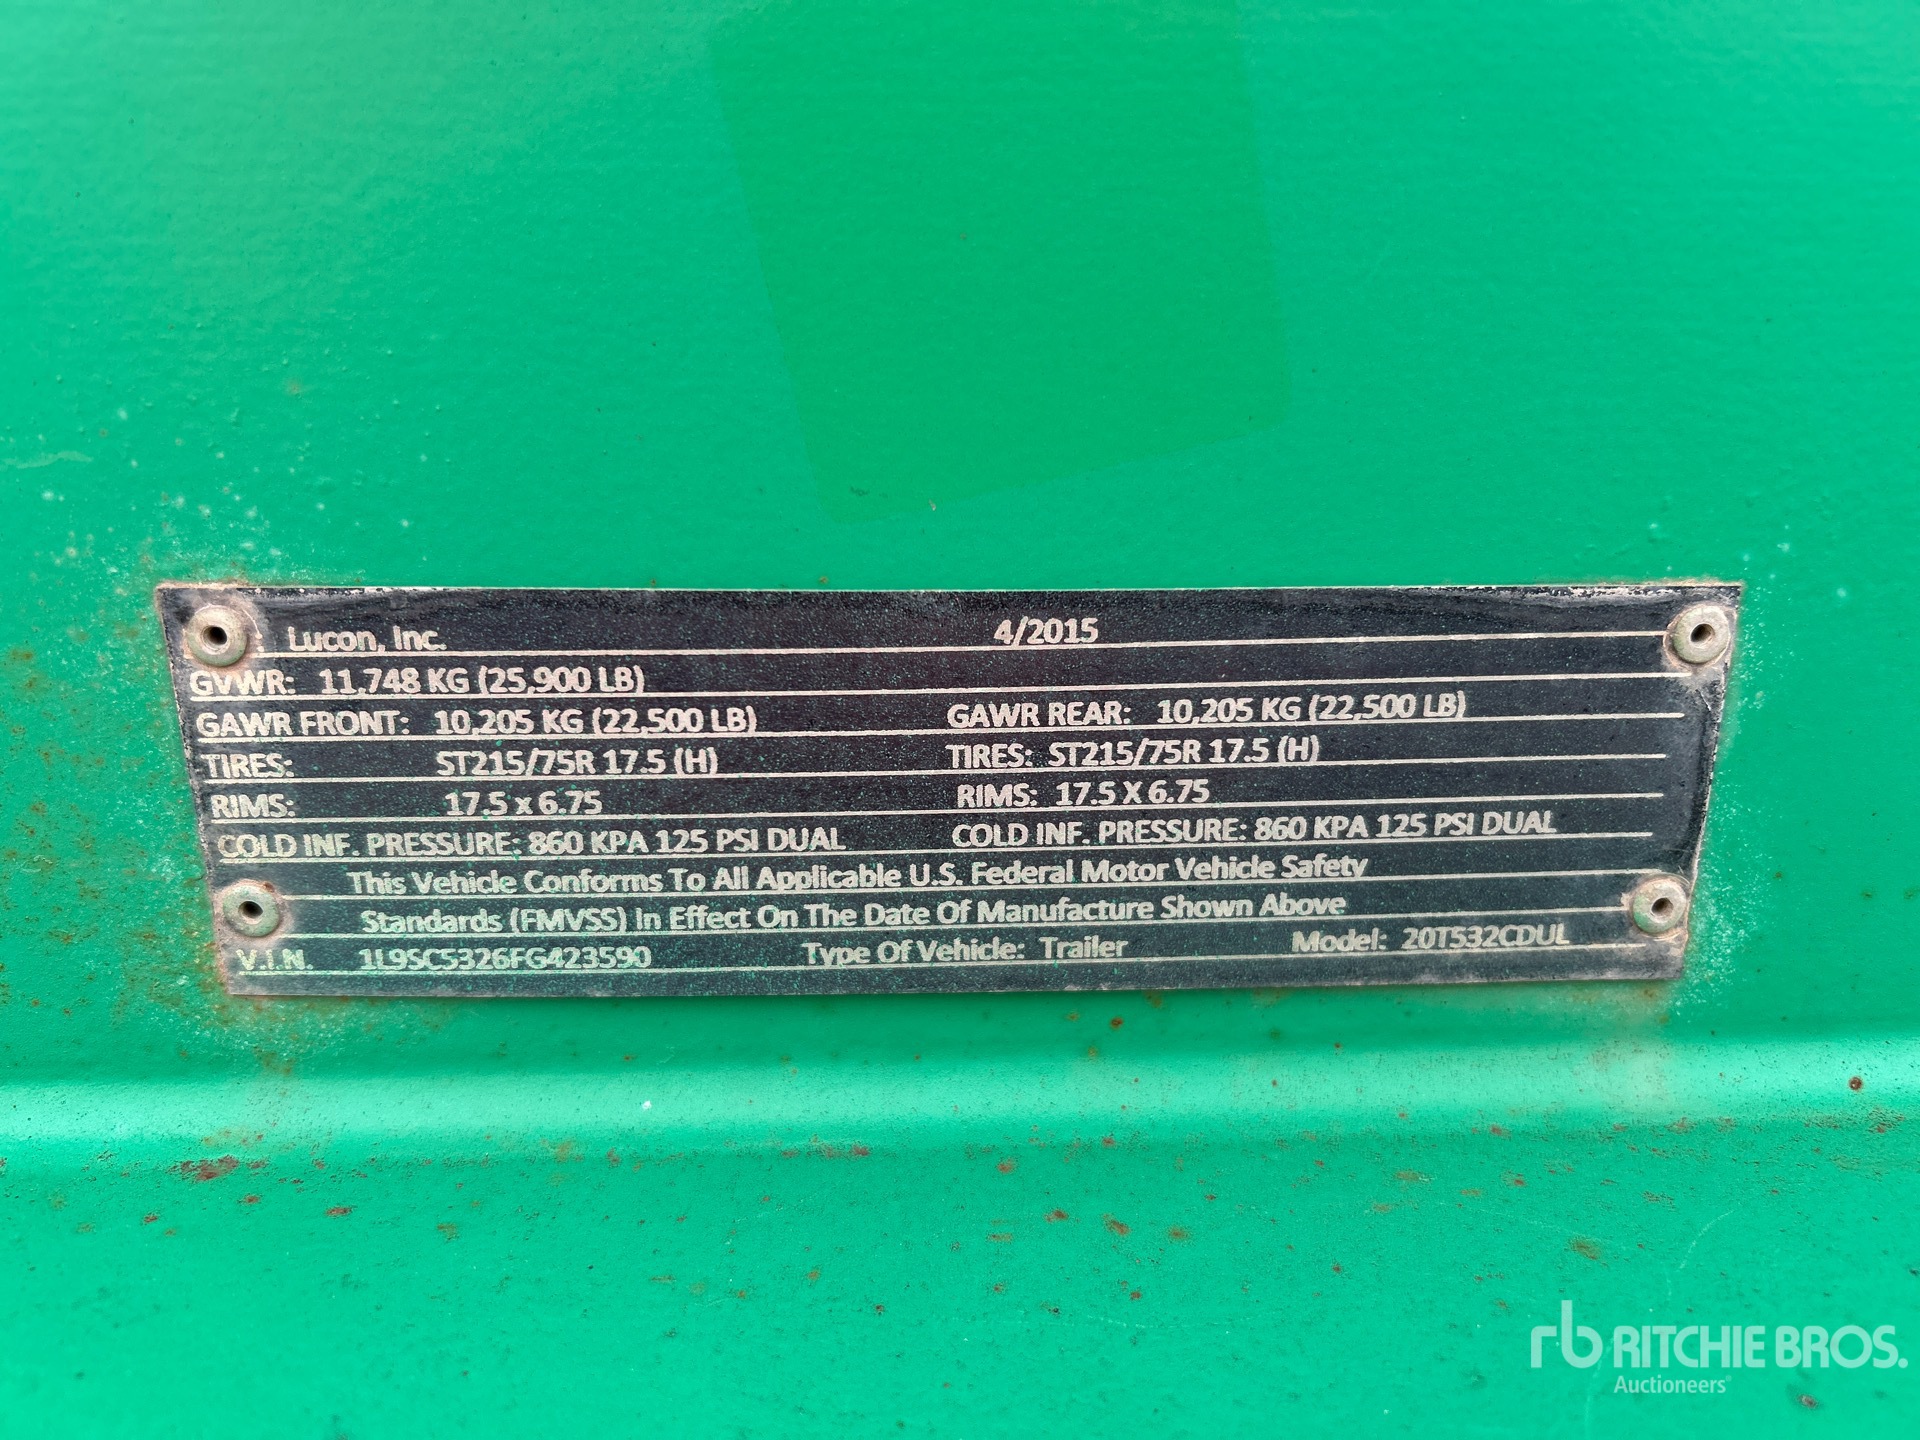 Lucon, Inc. 4/2015
GVWR: 11,748 KG (25,900 LB)
GAWR FRONT: 10,205 KG (22,500 LB) GAWR REAR: 10,205 KG (22,500 LB)
TIRES: ST215/75R 17.5 (H) TIRES: ST215/75R 17.5 (H)
RIMS: 17.5 x 6.75 RIMS: 17.5 X 6.75
COLD INF. PRESSURE: 860 KPA 125 PSI DUAL COLD INF. PRESSURE: 860 KPA 125 PSI DUAL
This Vehicle Conforms To All Applicable U.S. Federal Motor Vehicle Safety
Standards (FMVSS) In Effect On The Date Of Manufacture Shown Above
V.I.N. 1L9SC5326FG423590 Type Of Vehicle: Trailer Model: 20T532CDUL
rb RITCHIE BROS.
Auctioneers